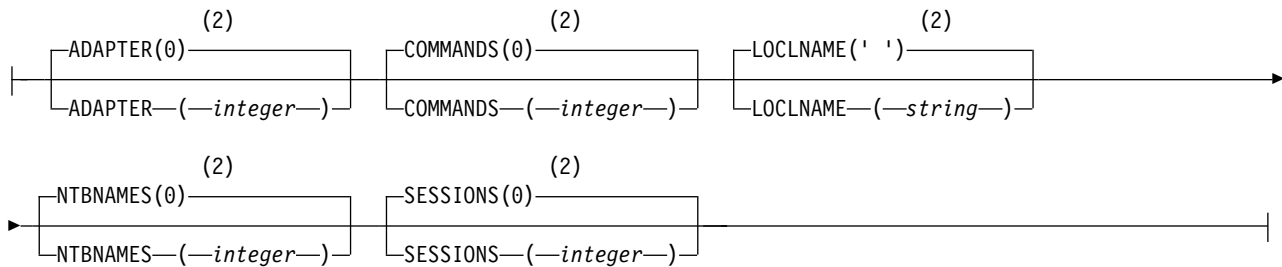 (2) (2) (2)
ADAPTER(0) COMMANDS(0) LOCLNAME(' ')
ADAPTER (integer) COMMANDS (integer) LOCLNAME (string)
(2) (2)
NTBNAMES(0) SESSIONS(0)
NTBNAMES (integer) SESSIONS (integer)